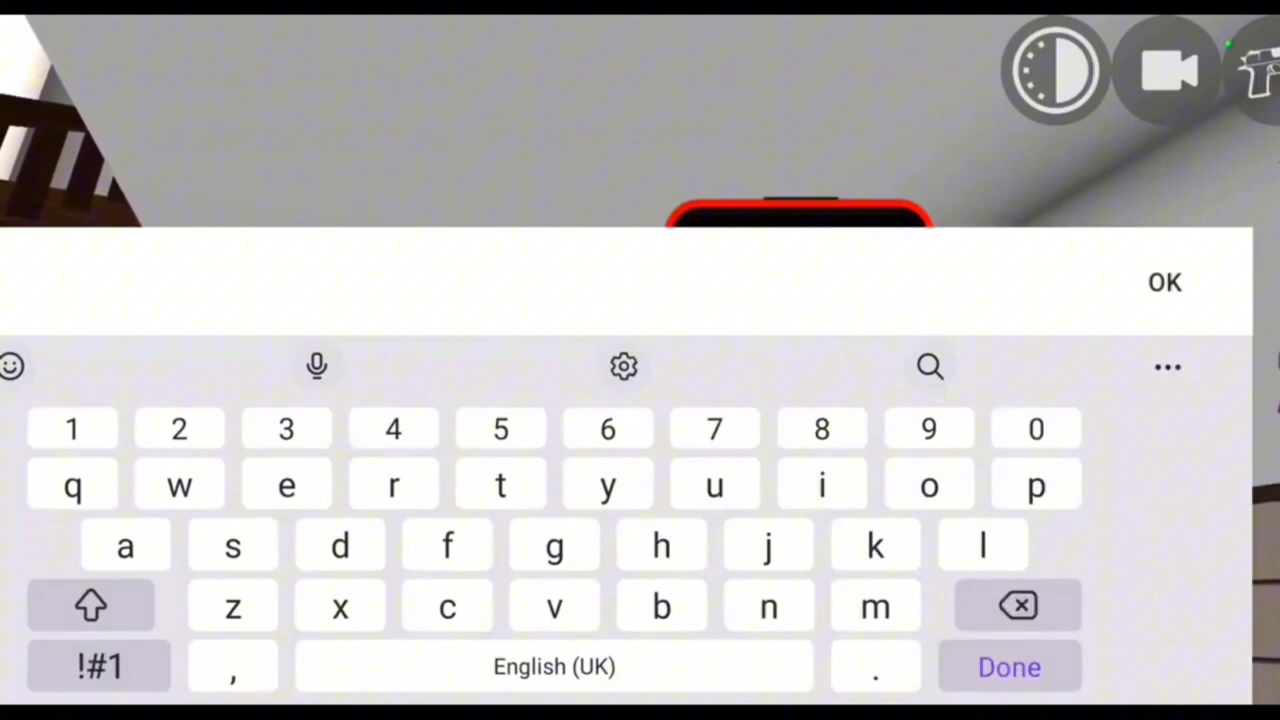 OK
1 2 3 4 5 6 7 8 9 0
q w e r t y u i o p
a s d f g h j k l
z x c v b n m
!#1 , English (UK) . Done